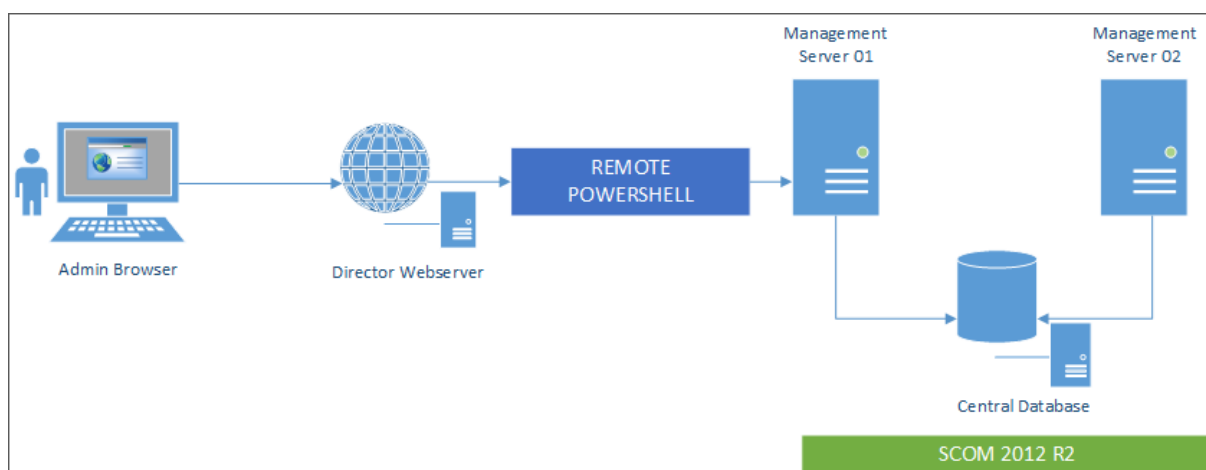 Management
Server 01
Management
Server 02
REMOTE
POWERSHELL
Admin Browser
Director Webserver
Central Database
SCOM 2012 R2